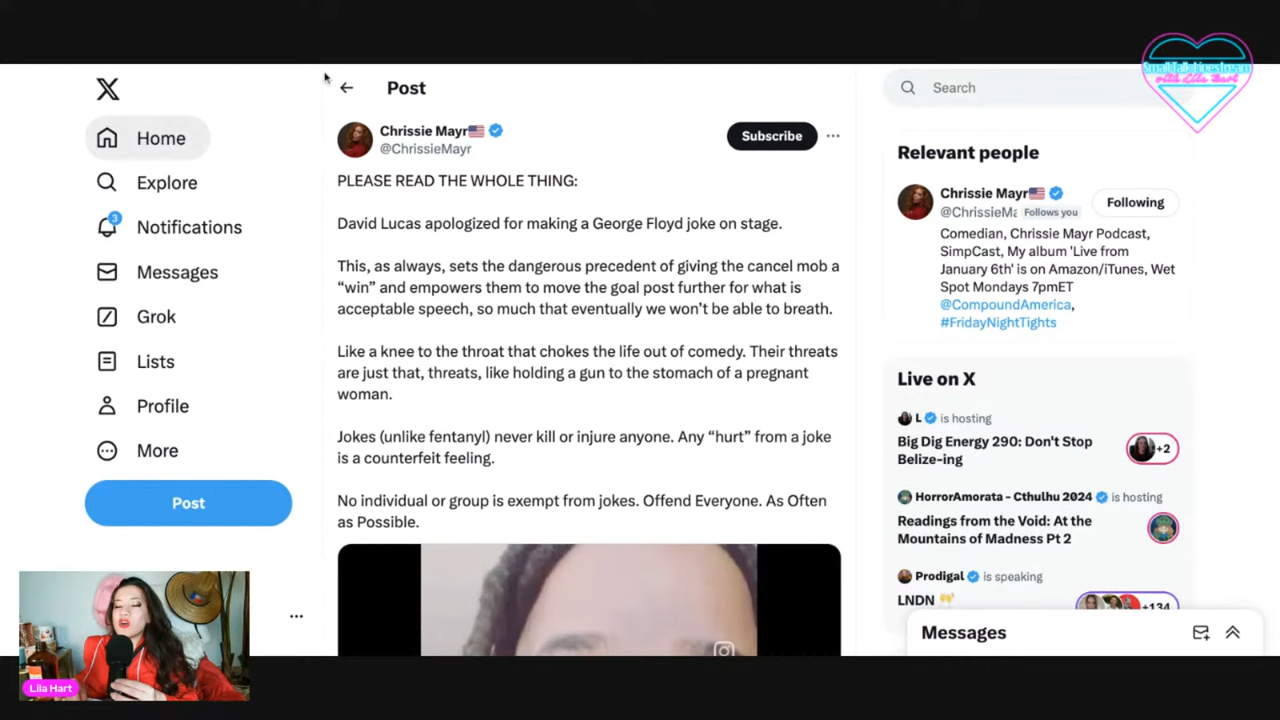 Home
Explore
3
Notifications
Messages
Grok
Lists
Profile
More
Post
Lila Hart
Post
Chrissie Mayr
@ChrissieMayr
Subscribe
PLEASE READ THE WHOLE THING:
David Lucas apologized for making a George Floyd joke on stage.
This, as always, sets the dangerous precedent of giving the cancel mob a
“win” and empowers them to move the goal post further for what is
acceptable speech, so much that eventually we won’t be able to breath.
Like a knee to the throat that chokes the life out of comedy. Their threats
are just that, threats, like holding a gun to the stomach of a pregnant
woman.
Jokes (unlike fentanyl) never kill or injure anyone. Any “hurt” from a joke
is a counterfeit feeling.
No individual or group is exempt from jokes. Offend Everyone. As Often
as Possible.
Search
SmallTalk Livestream
with Lila Hart
Relevant people
Chrissie Mayr
@ChrissieMa Follows you
Following
Comedian, Chrissie Mayr Podcast,
SimpCast, My album 'Live from
January 6th' is on Amazon/iTunes, Wet
Spot Mondays 7pmET
@CompoundAmerica,
#FridayNightTights
Live on X
L is hosting
Big Dig Energy 290: Don't Stop
Belize-ing
+2
HorrorAmorata - Cthulhu 2024 is hosting
Readings from the Void: At the
Mountains of Madness Pt 2
Prodigal is speaking
LNDN
+134
Messages